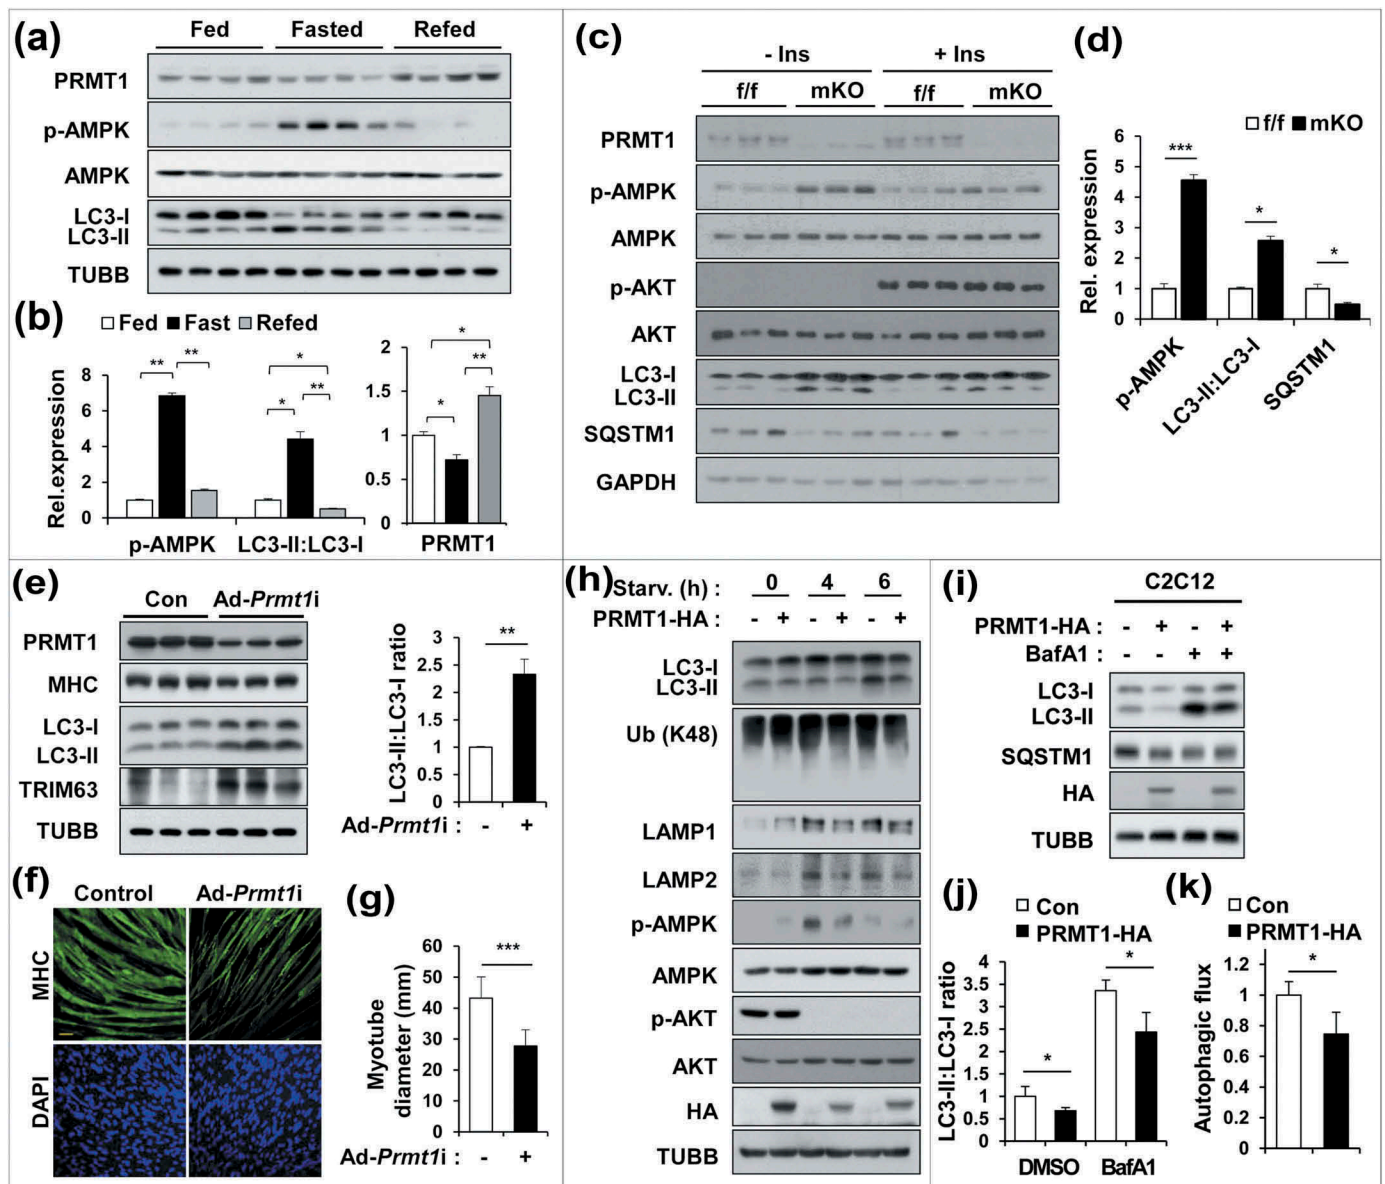 (a)
Fed Fasted Refed
PRMT1
p-AMPK
AMPK
LC3-I
LC3-II
TUBB
(b)
Fed Fast Refed
Rel.expression
8
6
4
2
0
** **
* * **
p-AMPK LC3-II:LC3-I
2
1.5
1
0.5
0
*
**
*
PRMT1
(c)
- Ins + Ins
f/f mKO f/f mKO
PRMT1
p-AMPK
AMPK
p-AKT
AKT
LC3-I
LC3-II
SQSTM1
GAPDH
(d)
f/f mKO
Rel. expression
6
5
4
3
2
1
0
***
*
*
p-AMPK
LC3-II:LC3-I
SQSTM1
(e)
Con Ad-Prmt1i
PRMT1
MHC
LC3-I
LC3-II
TRIM63
TUBB
LC3-II:LC3-I ratio
3
2.5
2
1.5
1
0.5
0
**
Ad-Prmt1i : - +
(f)
Control Ad-Prmt1i
MHC
DAPI
(g)
Myotube
diameter (mm)
60
50
40
30
20
10
0
***
Ad-Prmt1i : - +
(h)
Starv. (h) : 0 4 6
PRMT1-HA : - + - + - +
LC3-I
LC3-II
Ub (K48)
LAMP1
LAMP2
p-AMPK
AMPK
p-AKT
AKT
HA
TUBB
(i)
C2C12
PRMT1-HA : - + - +
BafA1 : - - + +
LC3-I
LC3-II
SQSTM1
HA
TUBB
(j)
Con
PRMT1-HA
LC3-II:LC3-I ratio
4
3.5
3
2.5
2
1.5
1
0.5
0
*
*
DMSO BafA1
(k)
Con
PRMT1-HA
Autophagic flux
1.2
1
0.8
0.6
0.4
0.2
0
*